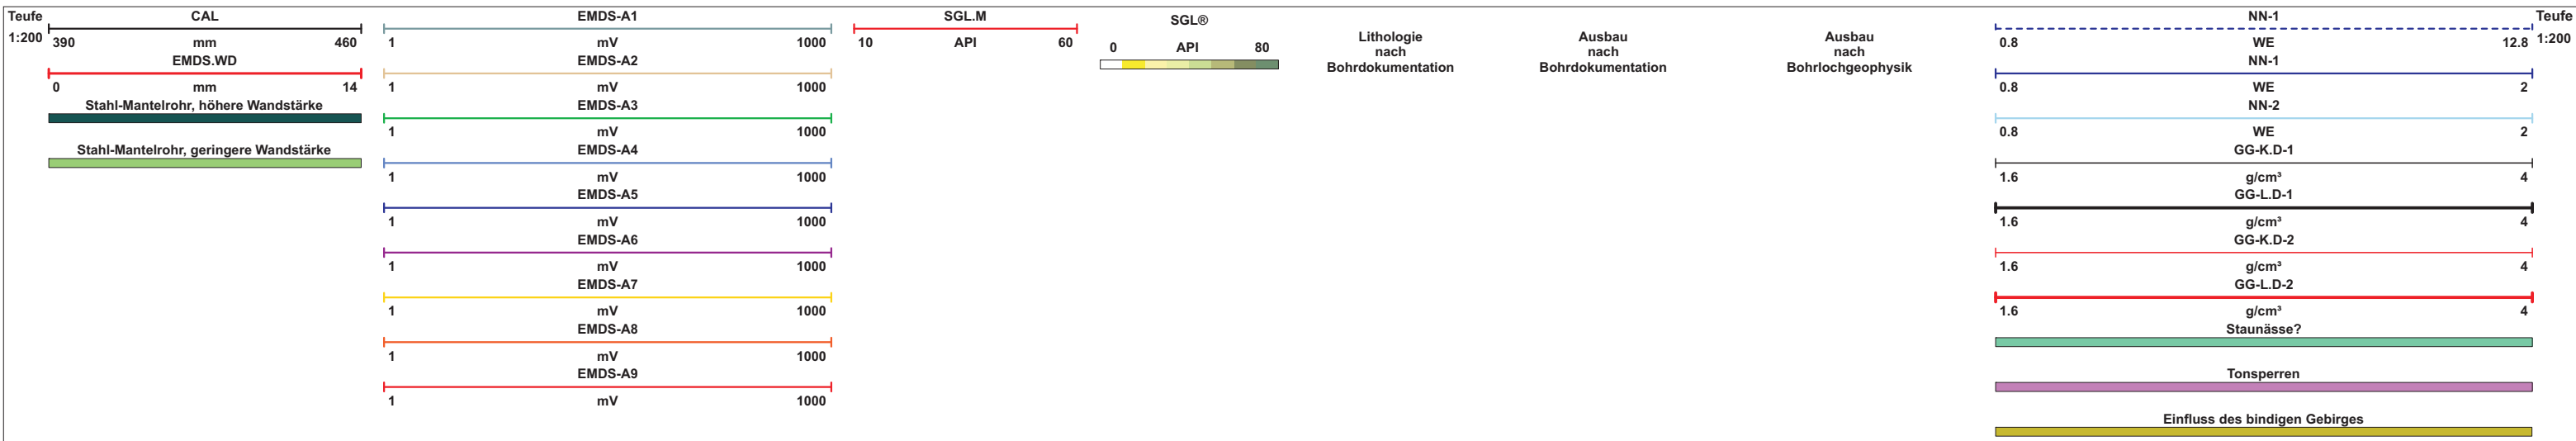 Teufe
1:200
CAL
390 mm 460
EMDS.WD
0 mm 14
Stahl-Mantelrohr, höhere Wandstärke
Stahl-Mantelrohr, geringere Wandstärke
EMDS-A1
1 mV 1000
EMDS-A2
1 mV 1000
EMDS-A3
1 mV 1000
EMDS-A4
1 mV 1000
EMDS-A5
1 mV 1000
EMDS-A6
1 mV 1000
EMDS-A7
1 mV 1000
EMDS-A8
1 mV 1000
EMDS-A9
1 mV 1000
SGL.M
10 API 60
SGL®
0 API 80
Lithologie
nach
Bohrdokumentation
Ausbau
nach
Bohrdokumentation
Ausbau
nach
Bohrlochgeophysik
NN-1
0.8 WE 12.8
NN-1
0.8 WE 2
NN-2
0.8 WE 2
GG-K.D-1
1.6 g/cm³ 4
GG-L.D-1
1.6 g/cm³ 4
GG-K.D-2
1.6 g/cm³ 4
GG-L.D-2
1.6 g/cm³ 4
Staunässe?
Tonsperren
Einfluss des bindigen Gebirges
Teufe
1:200